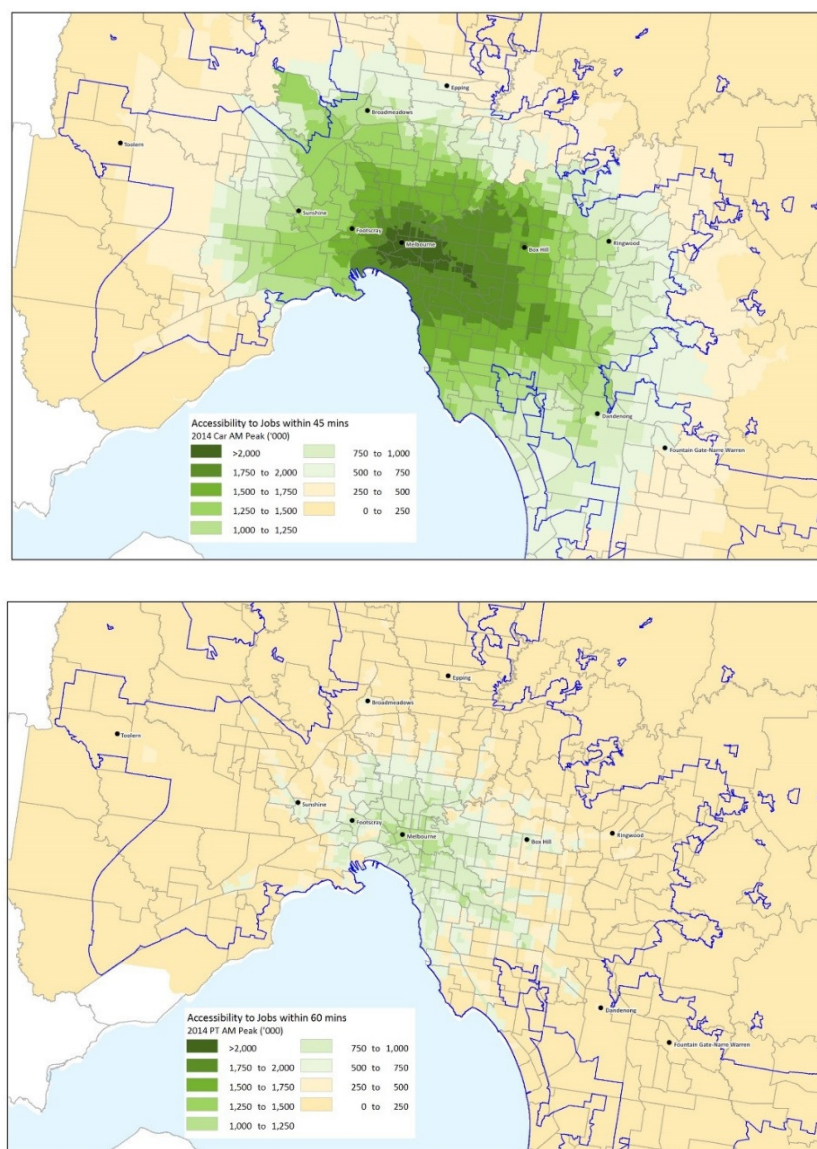 Epping
Broadmeadows
Toolern
Sunshine
Footscray
Melbourne
Box Hill
Ringwood
Dandenong
Fountain Gate-Narre Warren
Accessibility to Jobs within 45 mins
2014 Car AM Peak ('000)
>2,000 750 to 1,000
1,750 to 2,000 500 to 750
1,500 to 1,750 250 to 500
1,250 to 1,500 0 to 250
1,000 to 1,250
Epping
Broadmeadows
Toolern
Sunshine
Footscray
Melbourne
Box Hill
Ringwood
Dandenong
Fountain Gate-Narre Warren
Accessibility to Jobs within 60 mins
2014 PT AM Peak ('000)
>2,000 750 to 1,000
1,750 to 2,000 500 to 750
1,500 to 1,750 250 to 500
1,250 to 1,500 0 to 250
1,000 to 1,250